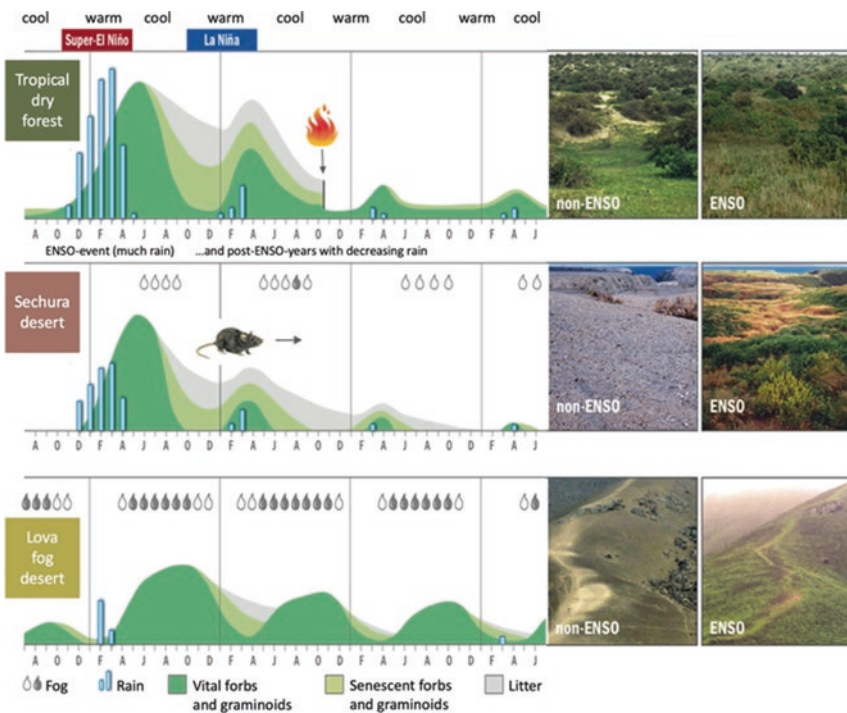 cool warm cool warm cool warm cool warm cool
Super-El Niño La Niña
Tropical
dry
forest
non-ENSO ENSO
A O D F A J A O D F A J A O D F A J A O D F A J
ENSO-event (much rain) ...and post-ENSO-years with decreasing rain
Sechura
desert
non-ENSO ENSO
A O D F A J A O D F A J A O D F A J A O D F A J
Lova
fog
desert
non-ENSO ENSO
A O D F A J A O D F A J A O D F A J A O D F A J
Fog Rain Vital forbs
and graminoids Senescent forbs
and graminoids Litter